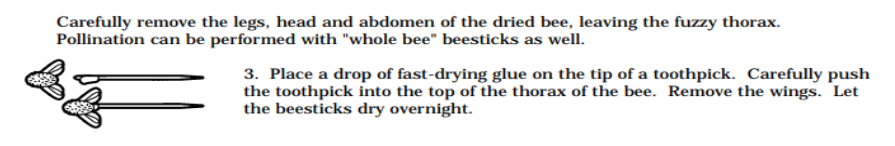 Carefully remove the legs, head and abdomen of the dried bee, leaving the fuzzy thorax.
Pollination can be performed with "whole bee" beesticks as well.
3.  Place a drop of fast-drying glue on the tip of a toothpick.  Carefully push
the toothpick into the top of the thorax of the bee.  Remove the wings.  Let
the beesticks dry overnight.